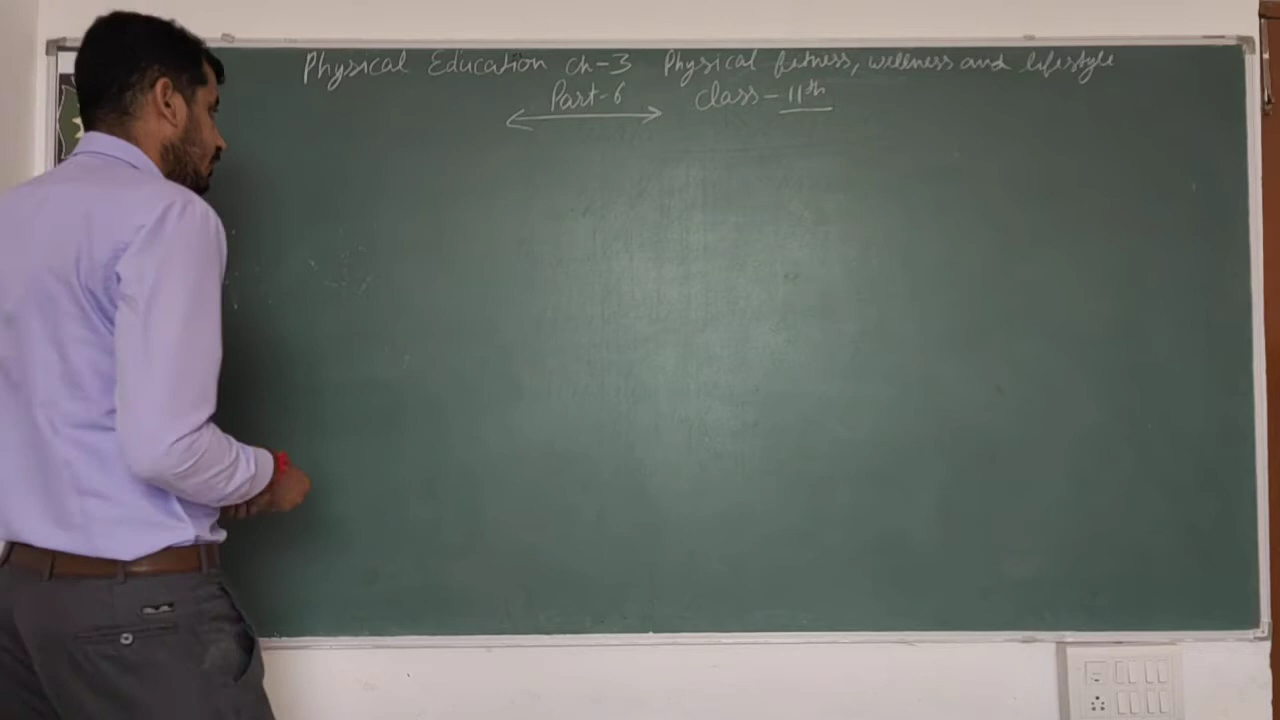 Physical Education ch-3 Physical fitness, wellness and lifestyle
Part-6 class-11th